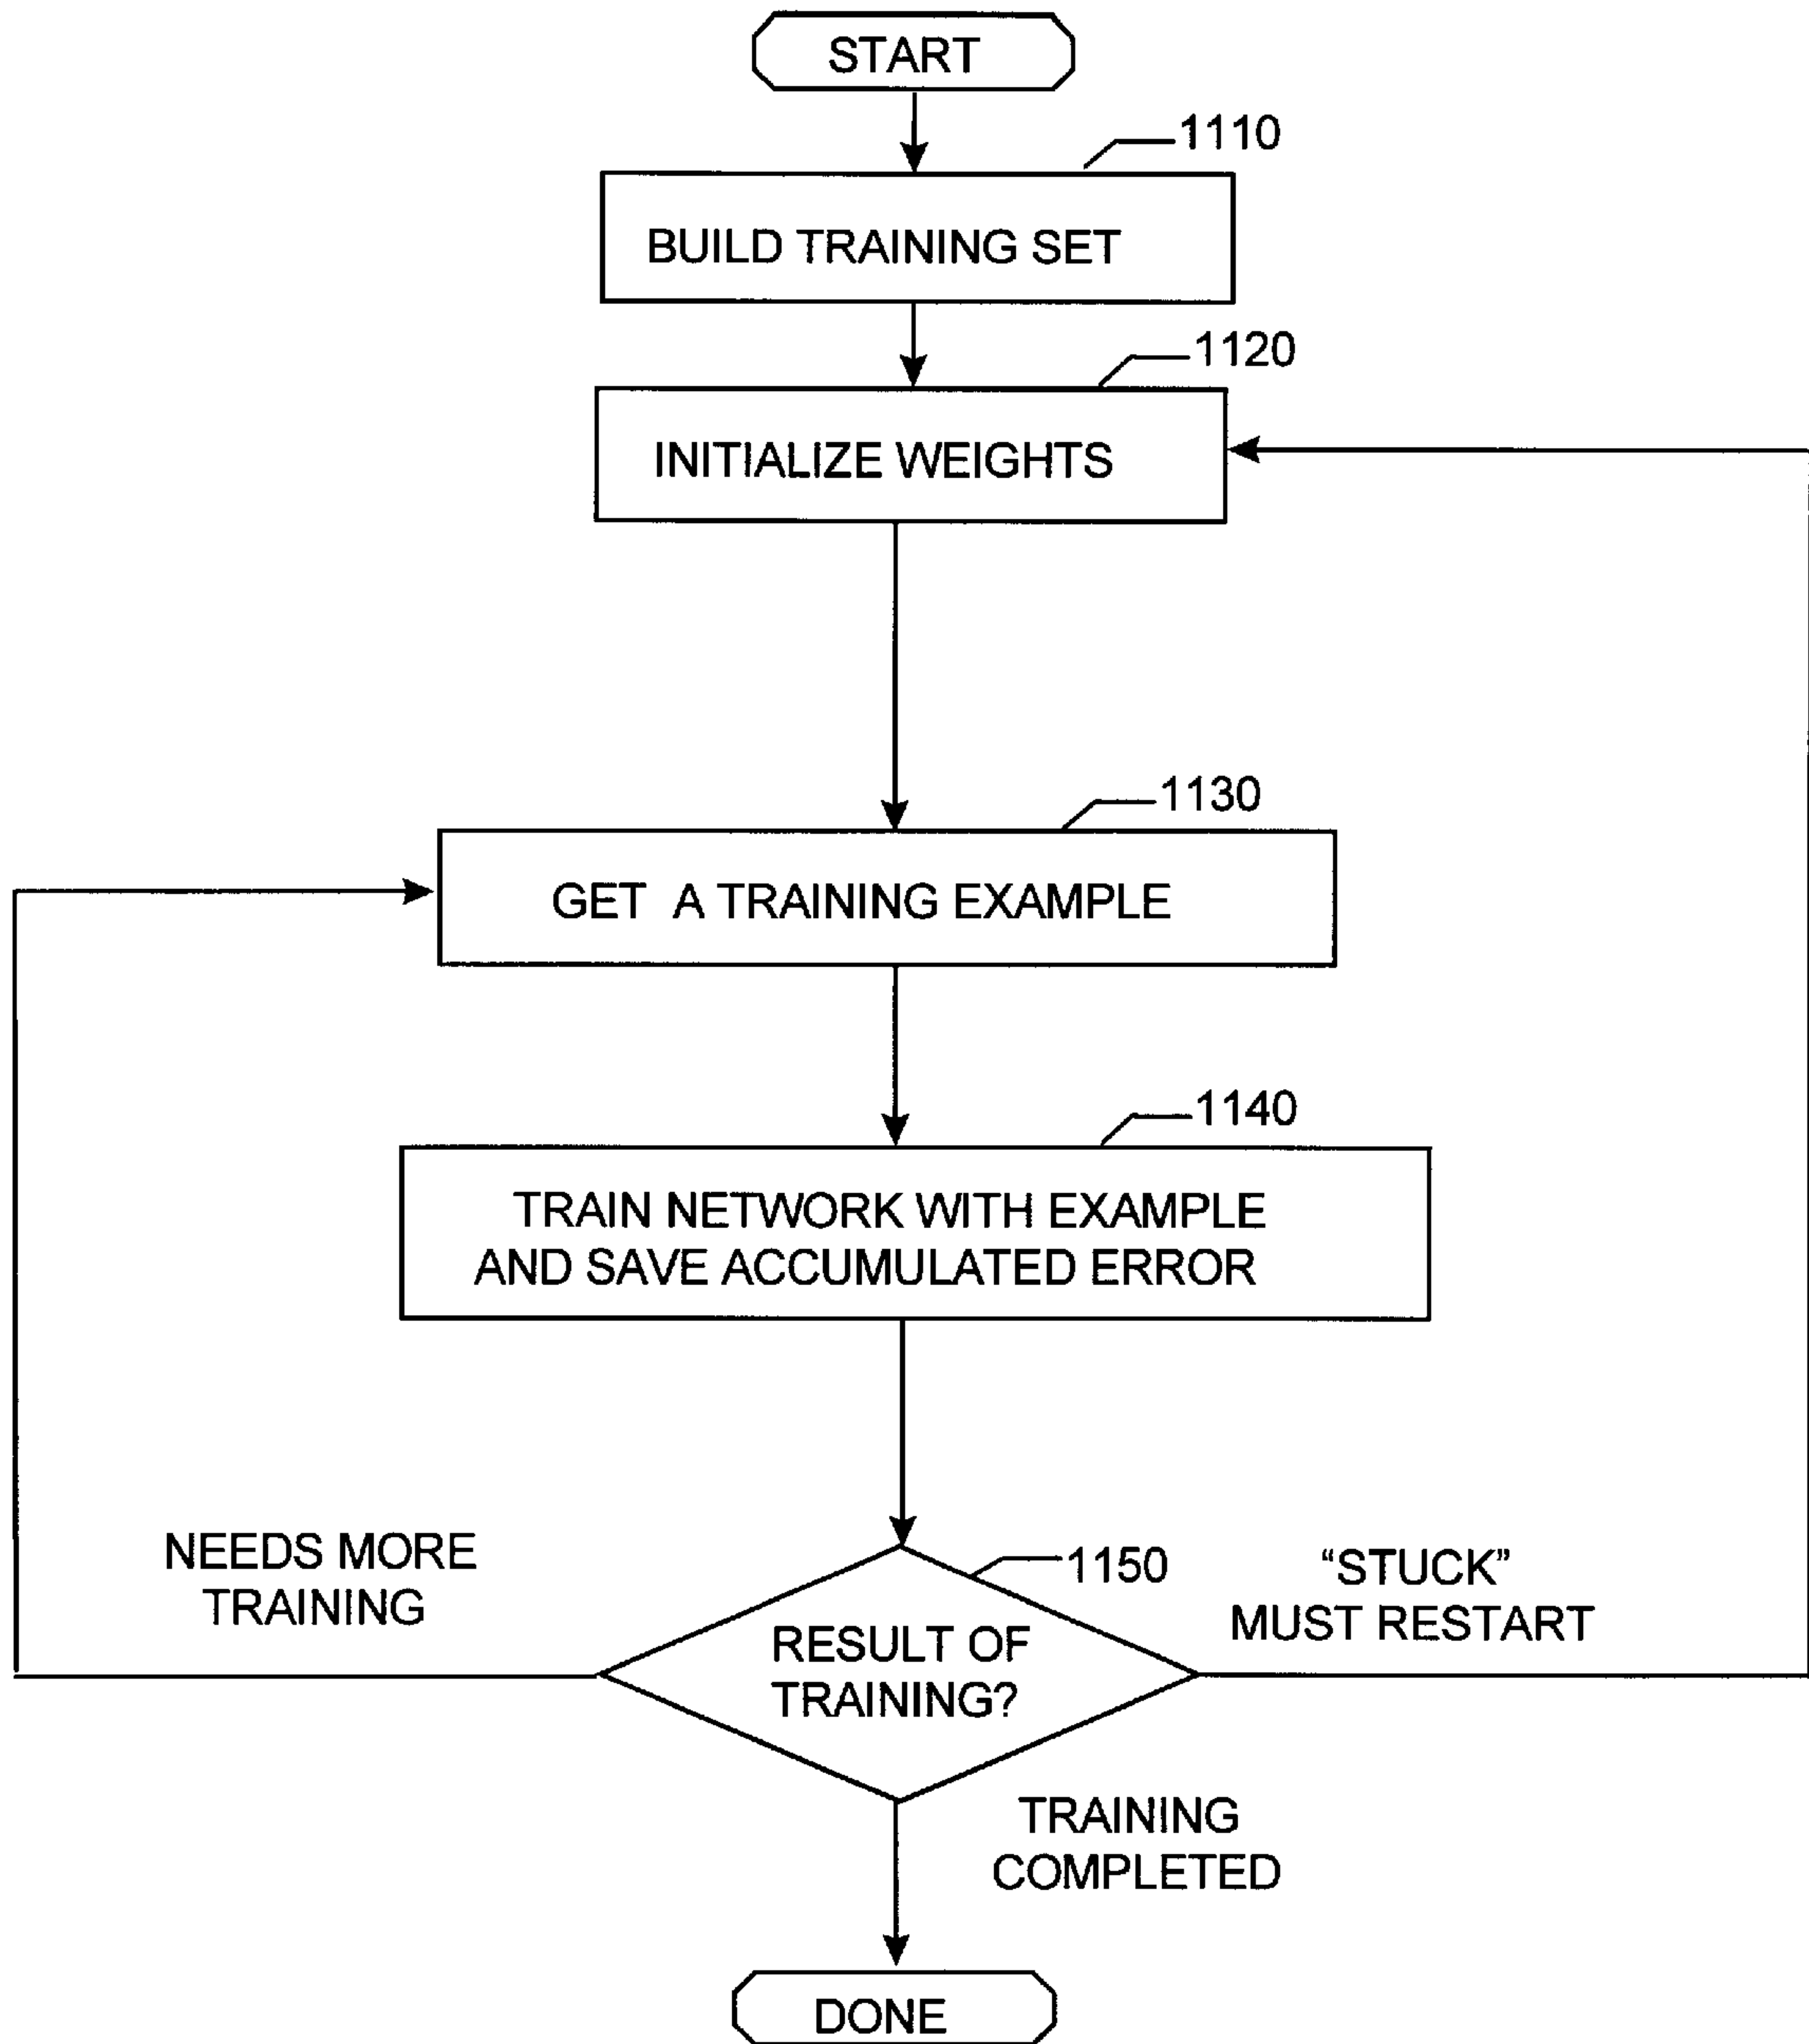 START
1110
BUILD TRAINING SET
1120
INITIALIZE WEIGHTS
1130
GET A TRAINING EXAMPLE
1140
TRAIN NETWORK WITH EXAMPLE
AND SAVE ACCUMULATED ERROR
NEEDS MORE
TRAINING
1150
“STUCK”
MUST RESTART
RESULT OF
TRAINING?
TRAINING
COMPLETED
DONE